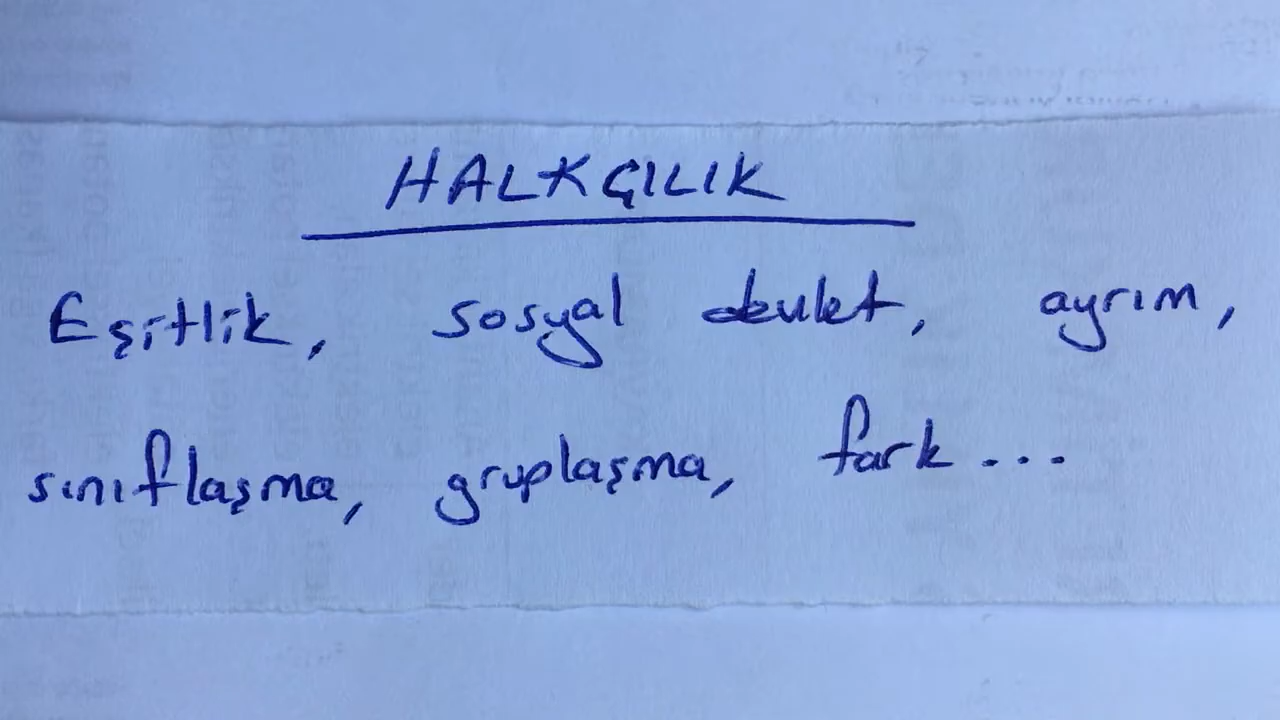 HALKÇILIK
Eşitlik, sosyal devlet, ayrım,
sınıflaşma, gruplaşma, fark...